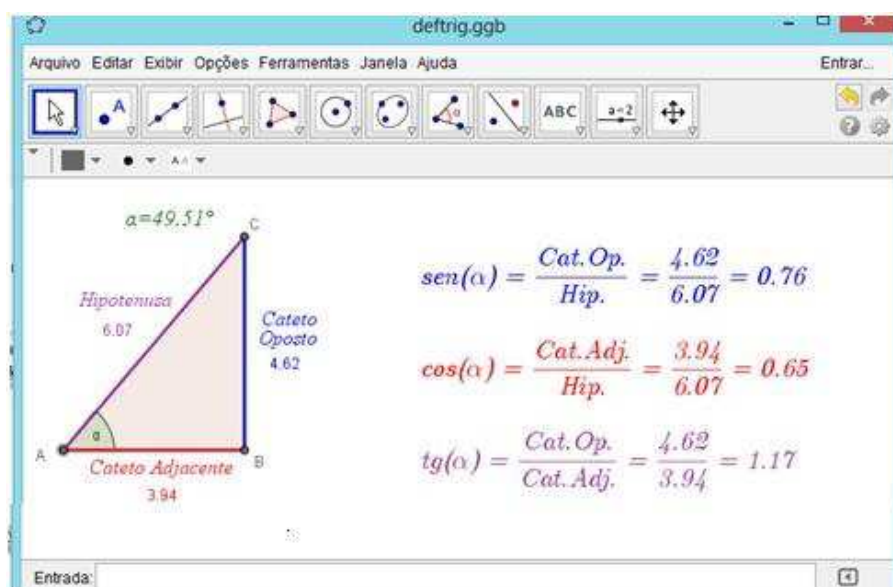 deftrig.ggb
Arquivo Editar Exibir Opções Ferramentas Janela Ajuda
Entrar...
A
α
ABC
a=2
α=49.51°
C
Hipotenusa
6.07
Cateto
Oposto
4.62
A
α
B
Cateto Adjacente
3.94
sen(α) = Cat. Op. / Hip. = 4.62 / 6.07 = 0.76
cos(α) = Cat. Adj. / Hip. = 3.94 / 6.07 = 0.65
tg(α) = Cat. Op. / Cat. Adj. = 4.62 / 3.94 = 1.17
Entrada: